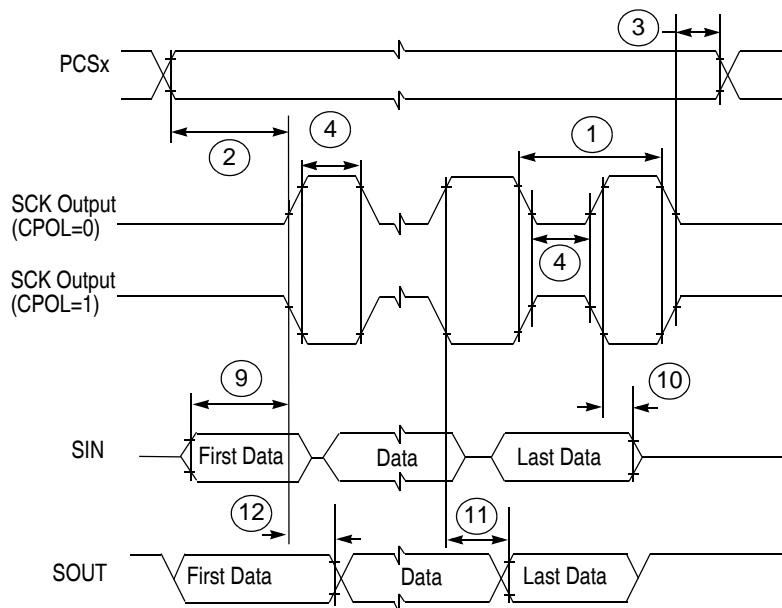 3
PCSx
2
4
1
SCK Output
(CPOL=0)
4
SCK Output
(CPOL=1)
9
10
SIN
First Data
Data
Last Data
12
11
SOUT
First Data
Data
Last Data